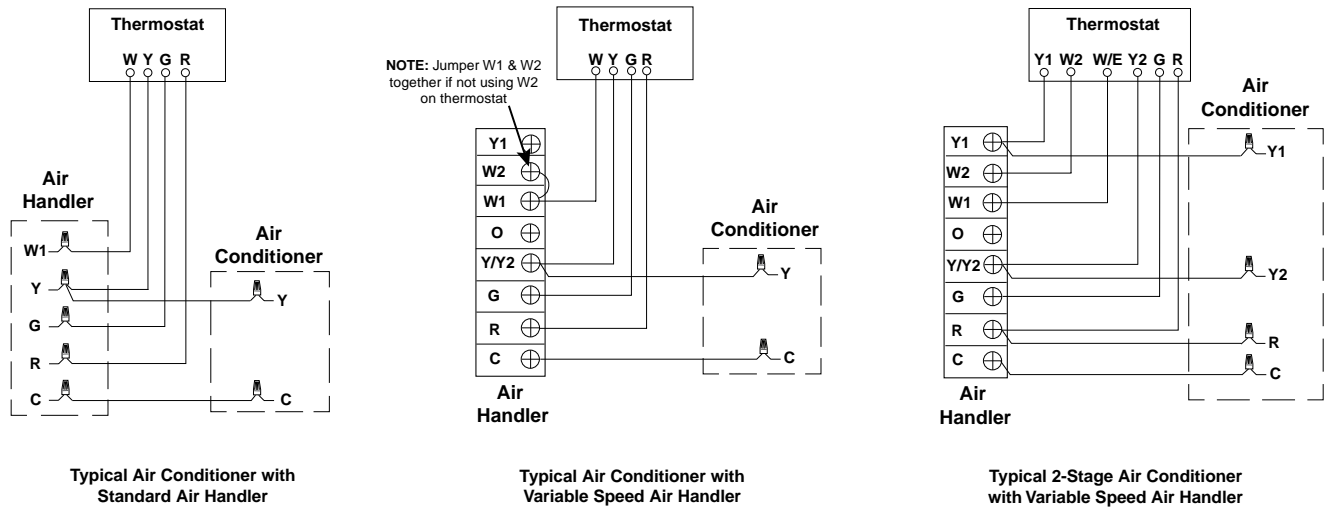 Thermostat
W Y G R
Air
Handler
W1
Y
G
R
C
Air
Conditioner
Y
C
Typical Air Conditioner with
Standard Air Handler
Thermostat
W Y G R
NOTE: Jumper W1 & W2
together if not using W2
on thermostat
Y1
W2
W1
O
Y/Y2
G
R
C
Air
Handler
Air
Conditioner
Y
C
Typical Air Conditioner with
Variable Speed Air Handler
Thermostat
Y1 W2 W/E Y2 G R
Y1
W2
W1
O
Y/Y2
G
R
C
Air
Handler
Air
Conditioner
Y1
Y2
R
C
Typical 2-Stage Air Conditioner
with Variable Speed Air Handler